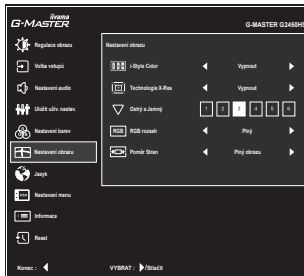 iiyama
G-MASTER
G-MASTER G2450HS
Regulace obrazu
Nastavení obrazu
Volba vstupů
i-Style Color
Vypnout
Nastavení audio
Technologie X-Res
Vypnout
Uložit uživ. nastav.
Ostrý a Jemný
1 2 3 4 5 6
Nastavení barev
RGB RGB rozsah
Plný
Nastavení obrazu
Poměr Stran
Plný obrazu
Jazyk
OSD Nastavení menu
Informace
Reset
Konec :
VYBRAT : /Stlačit